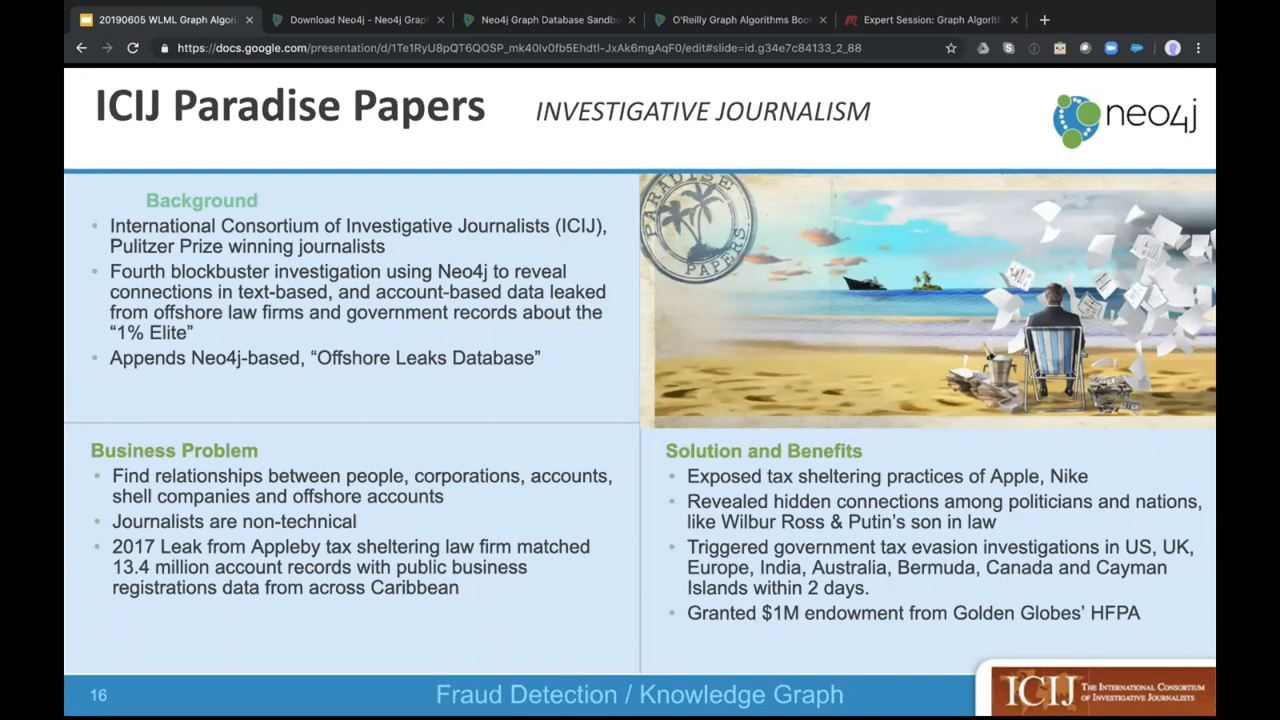 20190605 WLML Graph Algori
Download Neo4j - Neo4j Grap
Neo4j Graph Database Sandb
O'Reilly Graph Algorithms Boo
Expert Session: Graph Algorith
https://docs.google.com/presentation/d/1Te1RyU8pQT6QOSP_mk40lv0fb5Ehdtl-JxAk6mgAqF0/edit#slide=id.g34e7c84133_2_88
ICIJ Paradise Papers
INVESTIGATIVE JOURNALISM
neo4j
Background
• International Consortium of Investigative Journalists (ICIJ),
Pulitzer Prize winning journalists
• Fourth blockbuster investigation using Neo4j to reveal
connections in text-based, and account-based data leaked
from offshore law firms and government records about the
“1% Elite”
• Appends Neo4j-based, “Offshore Leaks Database”
PARADISE
PAPERS
Business Problem
• Find relationships between people, corporations, accounts,
shell companies and offshore accounts
• Journalists are non-technical
• 2017 Leak from Appleby tax sheltering law firm matched
13.4 million account records with public business
registrations data from across Caribbean
Solution and Benefits
• Exposed tax sheltering practices of Apple, Nike
• Revealed hidden connections among politicians and nations,
like Wilbur Ross & Putin’s son in law
• Triggered government tax evasion investigations in US, UK,
Europe, India, Australia, Bermuda, Canada and Cayman
Islands within 2 days.
• Granted $1M endowment from Golden Globes’ HFPA
16
Fraud Detection / Knowledge Graph
ICIJ
THE INTERNATIONAL CONSORTIUM
OF INVESTIGATIVE JOURNALISTS